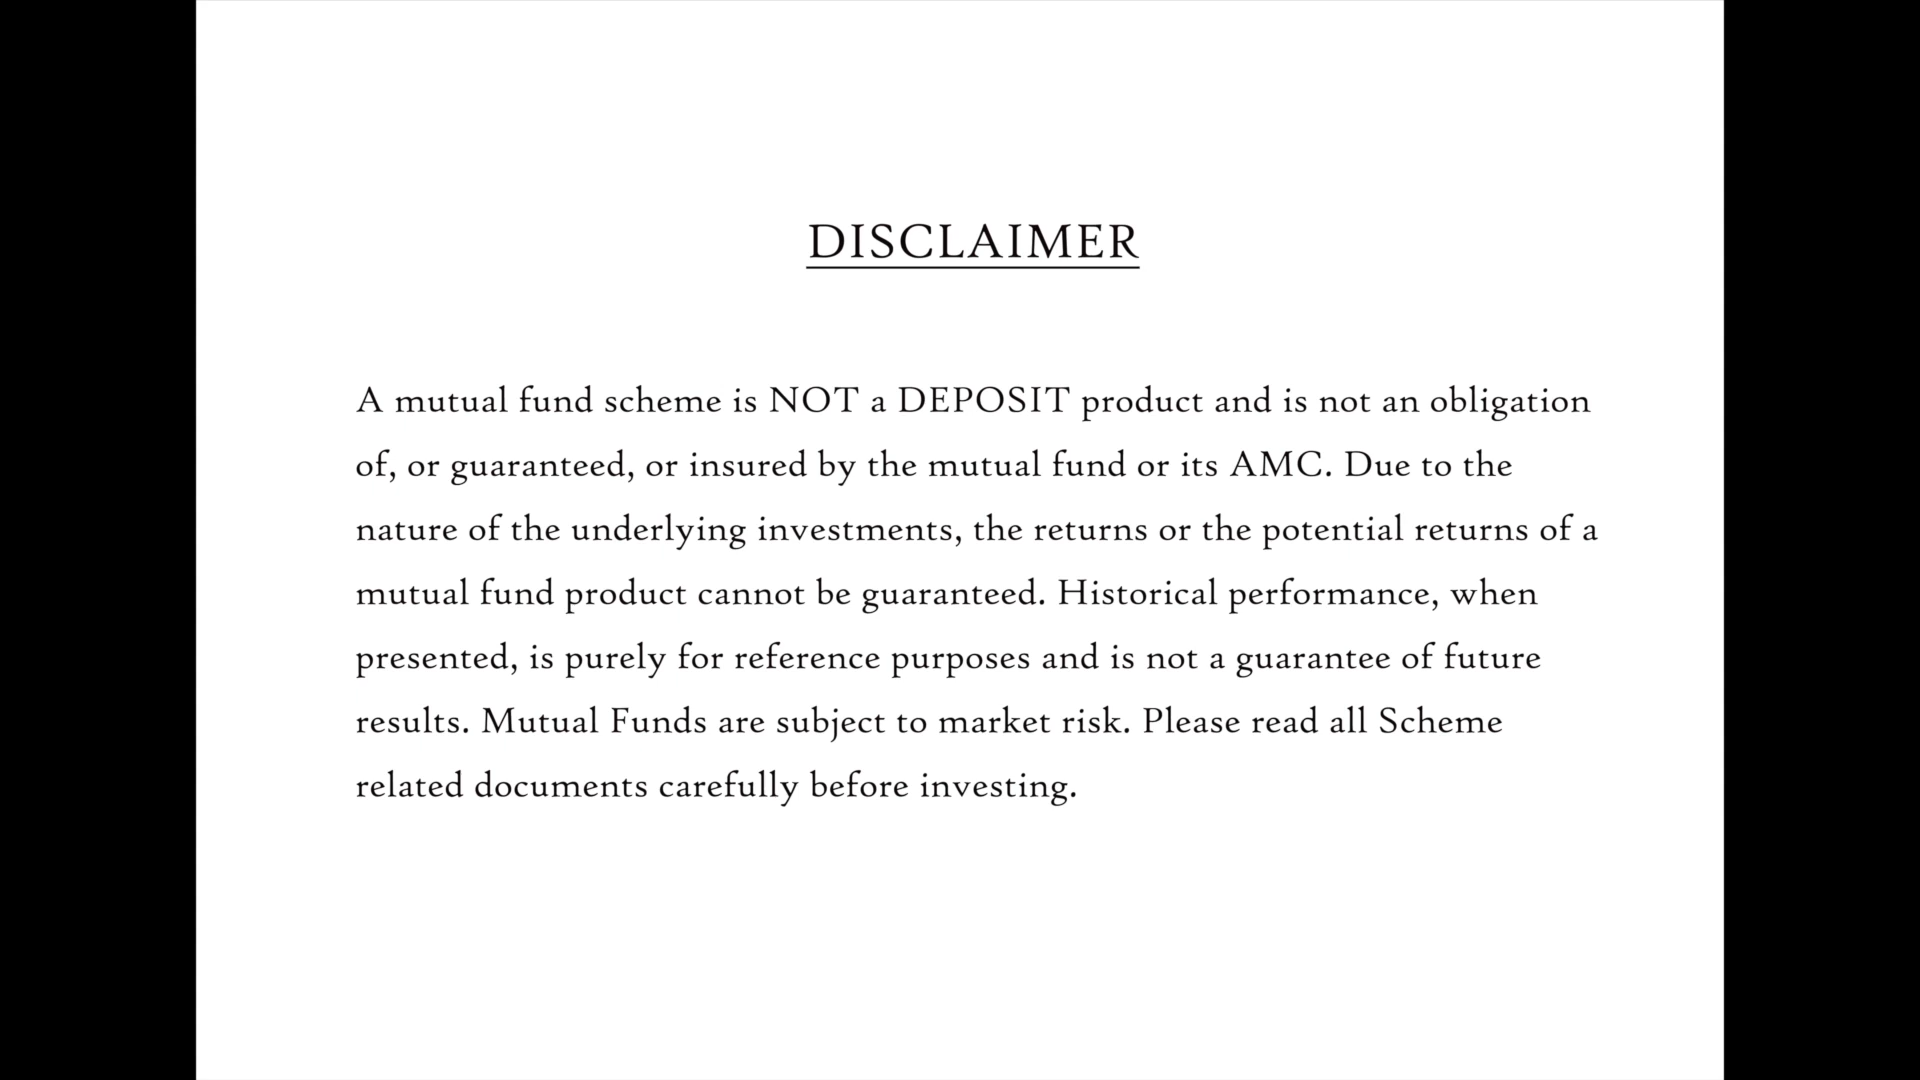 DISCLAIMER
A mutual fund scheme is NOT a DEPOSIT product and is not an obligation
of, or guaranteed, or insured by the mutual fund or its AMC. Due to the
nature of the underlying investments, the returns or the potential returns of a
mutual fund product cannot be guaranteed. Historical performance, when
presented, is purely for reference purposes and is not a guarantee of future
results. Mutual Funds are subject to market risk. Please read all Scheme
related documents carefully before investing.